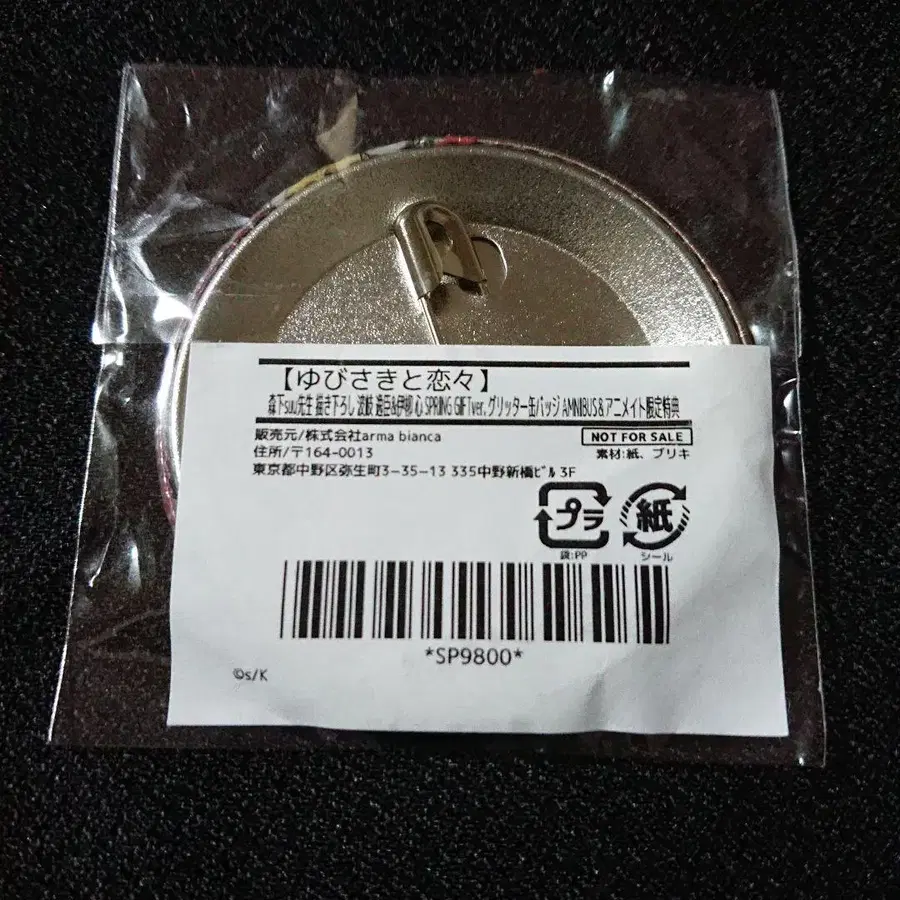 【ゆびさきと恋々】
森下suu先生 描き下ろし 波岐 逸臣&伊柳 心 SPRING GIFTver. グリッター缶バッジ AMNIBUS&アニメイト限定特典
販売元/株式会社arma bianca
NOT FOR SALE
住所/〒164-0013
素材:紙、ブリキ
東京都中野区弥生町3-35-13 335中野新橋ビル 3F
プラ
紙
袋:PP
シール
*SP9800*
©s/K